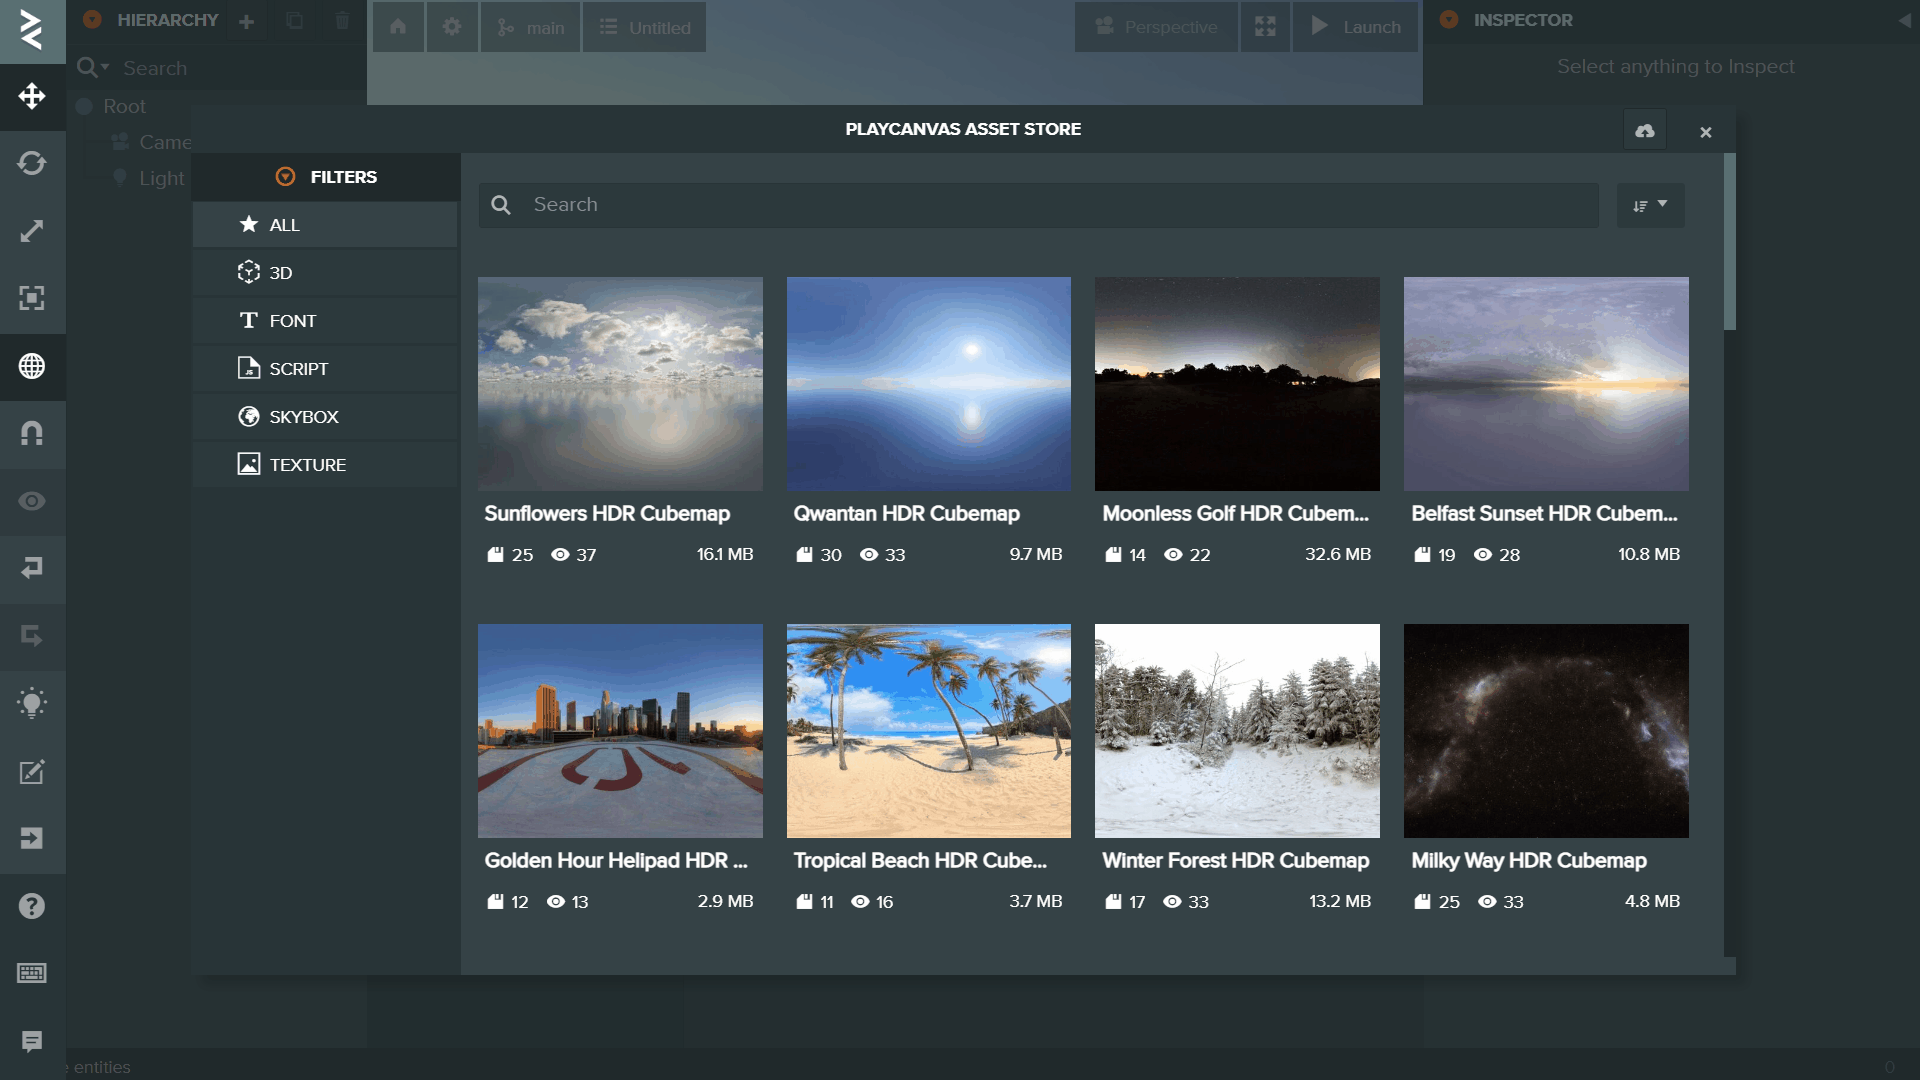 HIERARCHY
main
Untitled
Perspective
Launch
INSPECTOR
Search
Select anything to Inspect
Root
Came
Light
PLAYCANVAS ASSET STORE
FILTERS
ALL
3D
FONT
JS SCRIPT
SKYBOX
TEXTURE
Search
Sunflowers HDR Cubemap
25 37 16.1 MB
Qwantan HDR Cubemap
30 33 9.7 MB
Moonless Golf HDR Cubem...
14 22 32.6 MB
Belfast Sunset HDR Cubem...
19 28 10.8 MB
Golden Hour Helipad HDR ...
12 13 2.9 MB
Tropical Beach HDR Cube...
11 16 3.7 MB
Winter Forest HDR Cubemap
17 33 13.2 MB
Milky Way HDR Cubemap
25 33 4.8 MB
entities
0